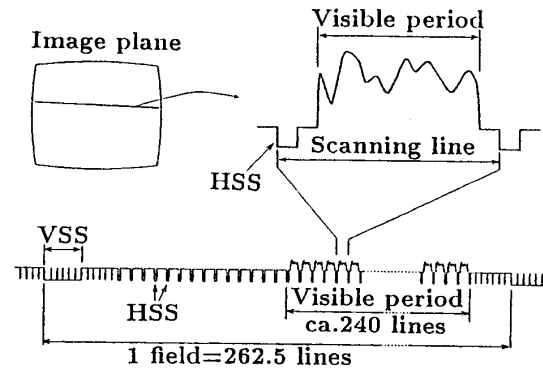 Visible period
Image plane
Scanning line
HSS
VSS
HSS
Visible period
ca.240 lines
1 field=262.5 lines